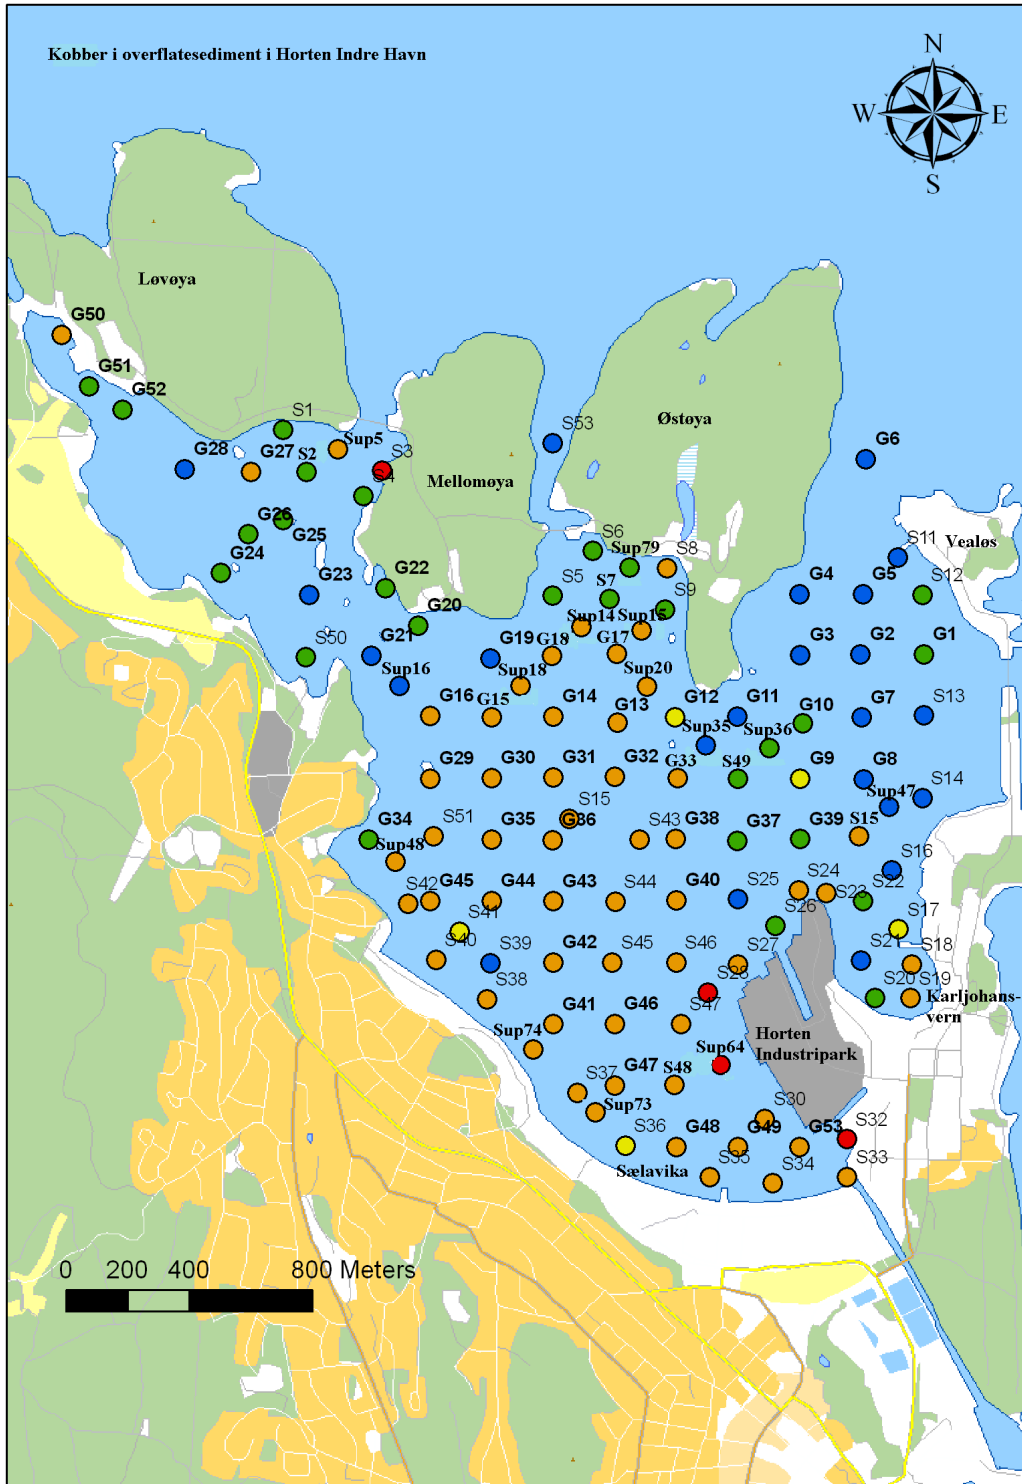 Kobber i overflatesediment i Horten Indre Havn
N
W E
S
Løvøya
G50
G51
G52
S1
Sup5
G28
G27
S2
S3
S4
Mellomøya
S53
Østøya
G6
G26
G25
G24
G23
G22
G20
S6
Sup79
S8
S11
Vealøs
S5
S7
S9
G4
G5
S12
Sup14
Sup15
S50
G21
G19
G18
G17
G3
G2
G1
Sup16
Sup18
Sup20
G16
G15
G14
G13
G12
G11
G10
G7
S13
Sup35
Sup36
G29
G30
G31
G32
G33
S49
G9
G8
Sup47
S14
S15
G34
S51
G35
G36
S43
G38
G37
G39
S15
Sup48
S16
S42
G45
G44
G43
S44
G40
S25
S24
S23
S22
S41
S26
S17
S40
S39
G42
S45
S46
S27
S21
S18
S38
S28
S20
S19
Karljohans-
vern
G41
G46
S47
Horten
Industripark
Sup74
Sup64
S37
G47
S48
Sup73
S30
S36
G48
G49
G53
S32
Sælavika
S35
S34
S33
0 200 400 800 Meters